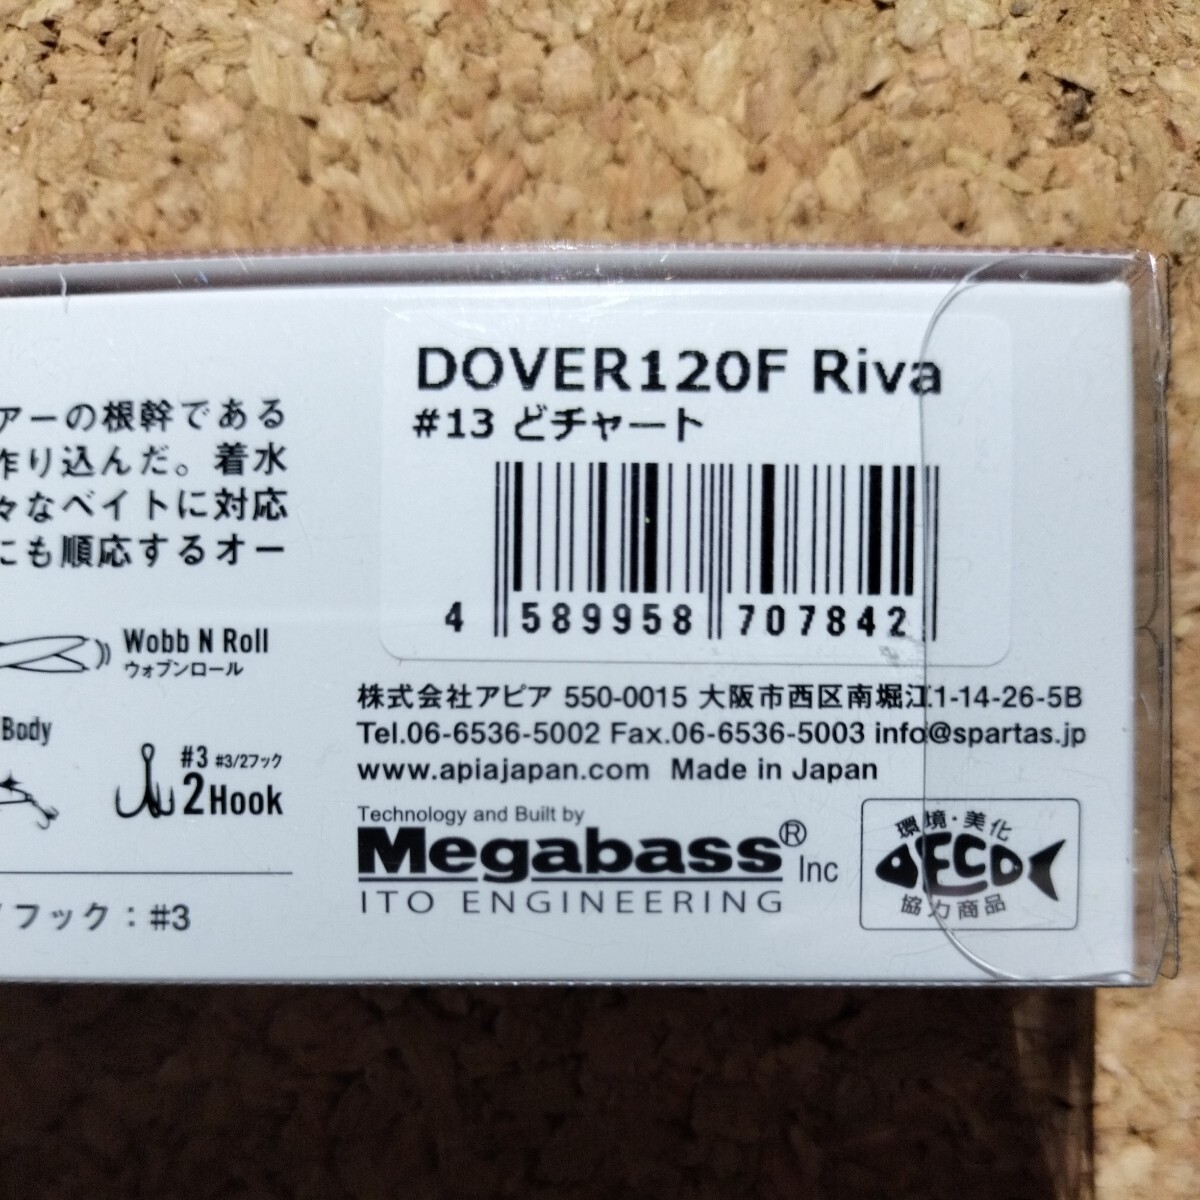 アーの根幹である
作り込んだ。着水
々なベイトに対応
にも順応するオー
Wobb N Roll
ウォブンロール
Body
#3 #3/2フック
2Hook
フック：#3
DOVER120F Riva
#13 どチャート
4 589958 707842
株式会社アピア 550-0015 大阪市西区南堀江1-14-26-5B
Tel.06-6536-5002 Fax.06-6536-5003 info@spartas.jp
www.apiajapan.com Made in Japan
Technology and Built by
Megabass® Inc
ITO ENGINEERING
環境・美化
ECO
協力商品